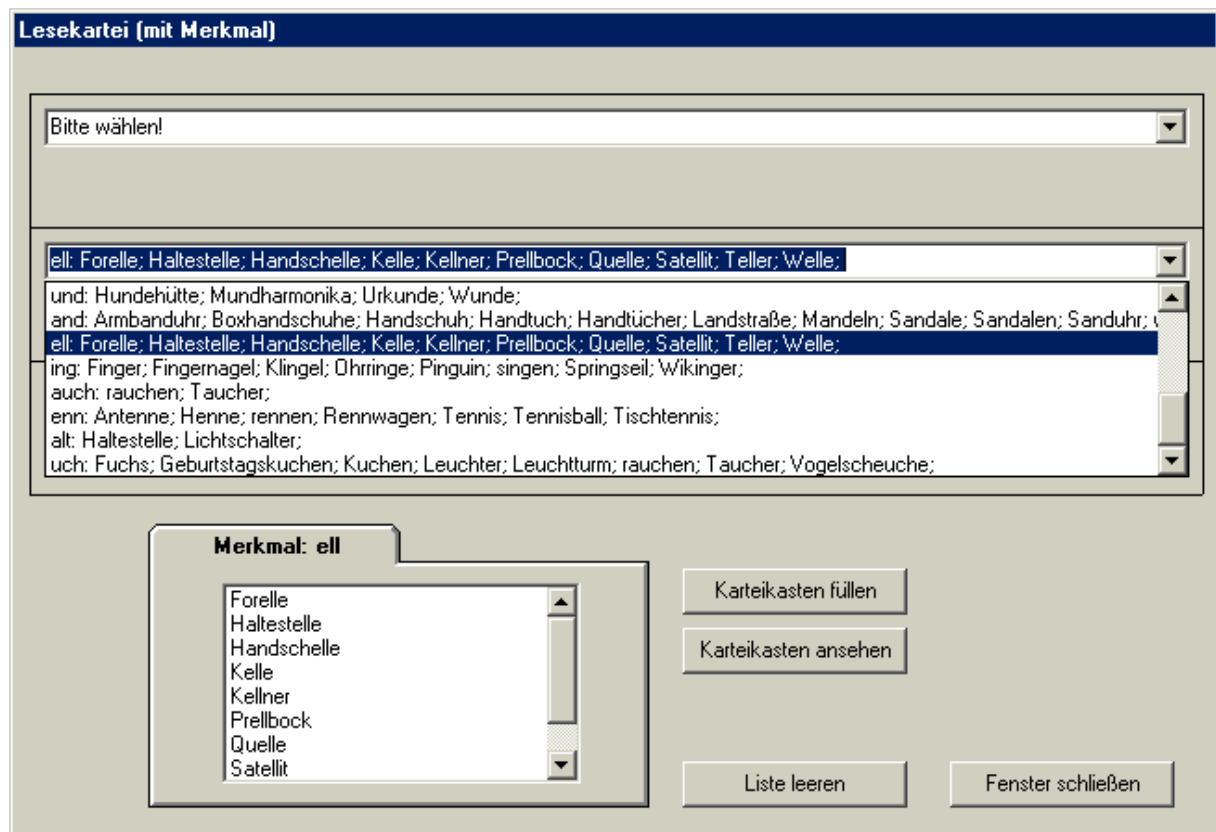 Lesekartei (mit Merkmal)
Bitte wählen!
ell: Forelle; Haltestelle; Handschelle; Kelle; Kellner; Prellbock; Quelle; Satellit; Teller; Welle;
und: Hundehütte; Mundharmonika; Urkunde; Wunde;
and: Armbanduhr; Boxhandschuhe; Handschuh; Handtuch; Handtücher; Landstraße; Mandeln; Sandale; Sandalen; Sanduhr;
ell: Forelle; Haltestelle; Handschelle; Kelle; Kellner; Prellbock; Quelle; Satellit; Teller; Welle;
ing: Finger; Fingernagel; Klingel; Ohrringe; Pinguin; singen; Springseil; Wikinger;
auch: rauchen; Taucher;
enn: Antenne; Henne; rennen; Rennwagen; Tennis; Tennisball; Tischtennis;
alt: Haltestelle; Lichtschalter;
uch: Fuchs; Geburtstagskuchen; Kuchen; Leuchter; Leuchtturm; rauchen; Taucher; Vogelscheuche;
Merkmal: ell
Forelle
Haltestelle
Handschelle
Kelle
Kellner
Prellbock
Quelle
Satellit
Karteikasten füllen
Karteikasten ansehen
Liste leeren
Fenster schließen